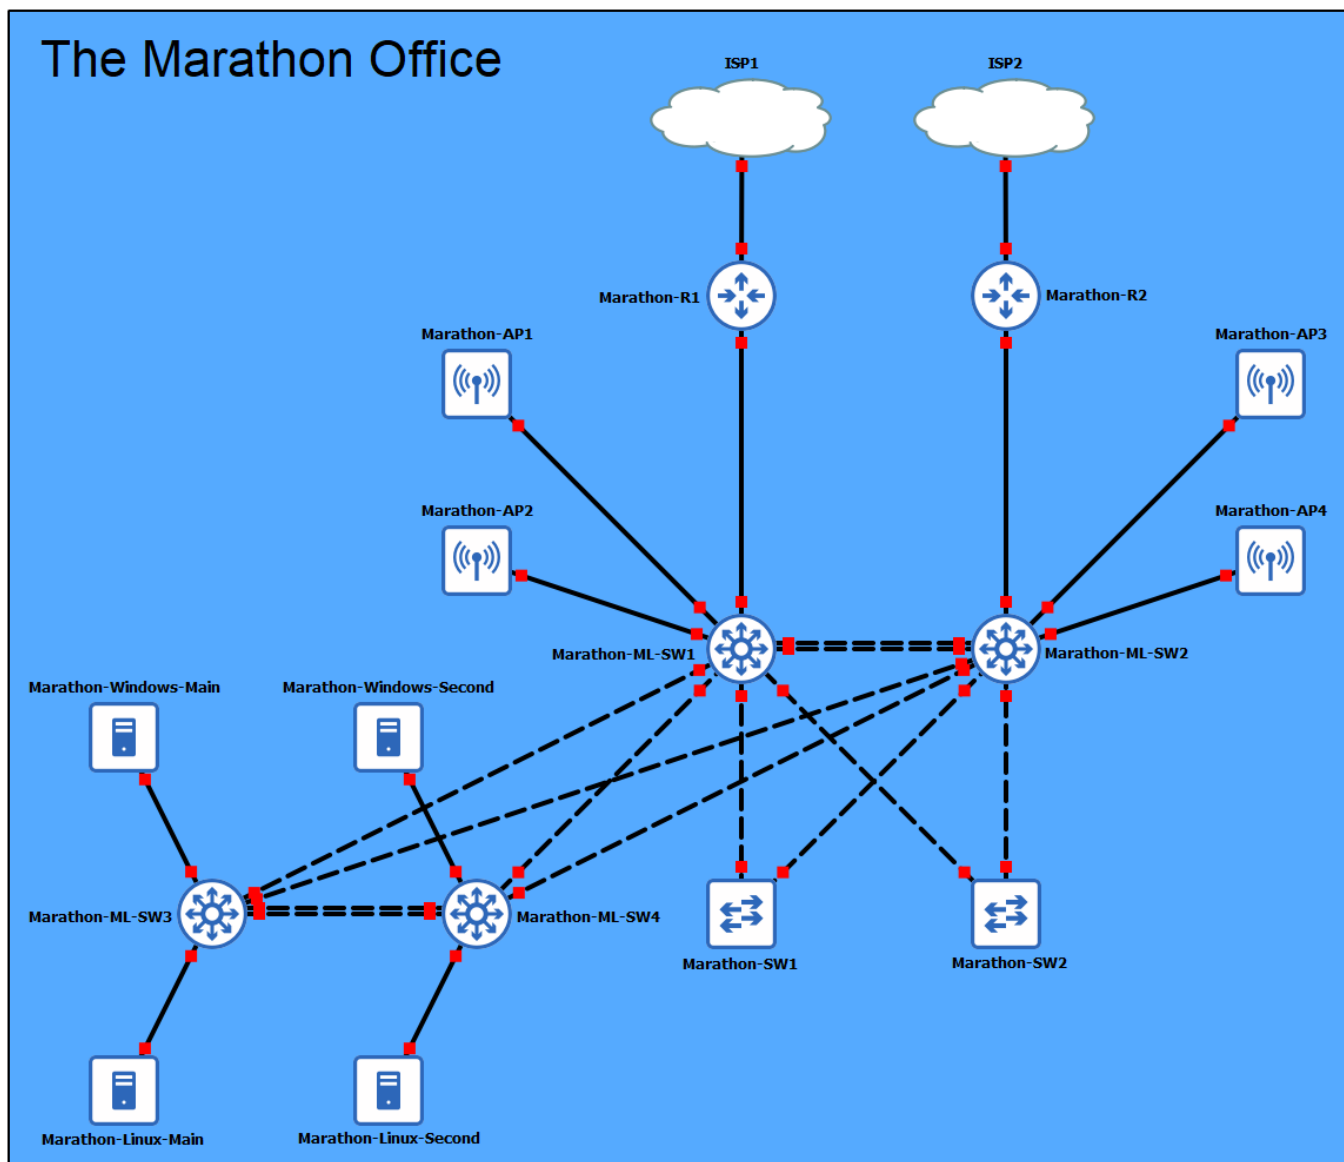 The Marathon Office
ISP1
ISP2
Marathon-R1
Marathon-R2
Marathon-AP1
Marathon-AP3
Marathon-AP2
Marathon-AP4
Marathon-ML-SW1
Marathon-ML-SW2
Marathon-Windows-Main
Marathon-Windows-Second
Marathon-ML-SW3
Marathon-ML-SW4
Marathon-SW1
Marathon-SW2
Marathon-Linux-Main
Marathon-Linux-Second